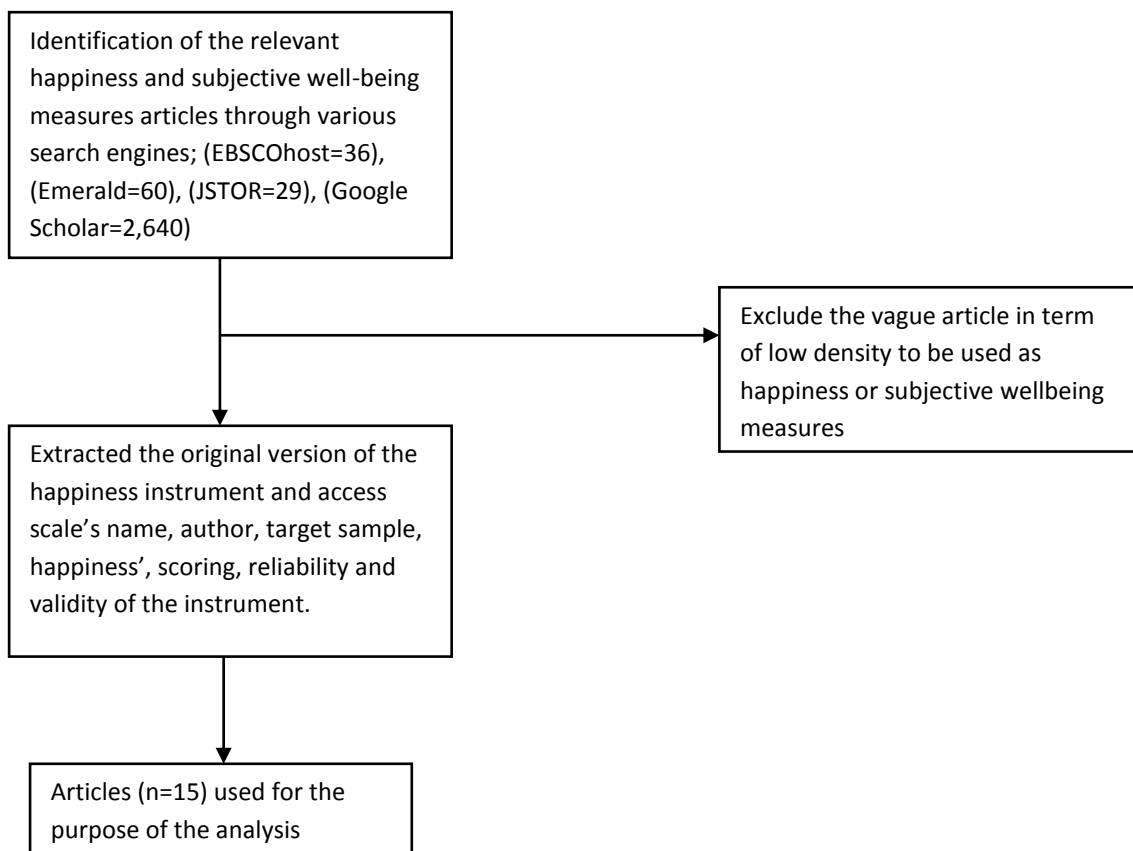 Identification of the relevant
happiness and subjective well-being
measures articles through various
search engines; (EBSCOhost=36),
(Emerald=60), (JSTOR=29), (Google
Scholar=2,640)
Exclude the vague article in term
of low density to be used as
happiness or subjective wellbeing
measures
Extracted the original version of the
happiness instrument and access
scale’s name, author, target sample,
happiness’, scoring, reliability and
validity of the instrument.
Articles (n=15) used for the
purpose of the analysis